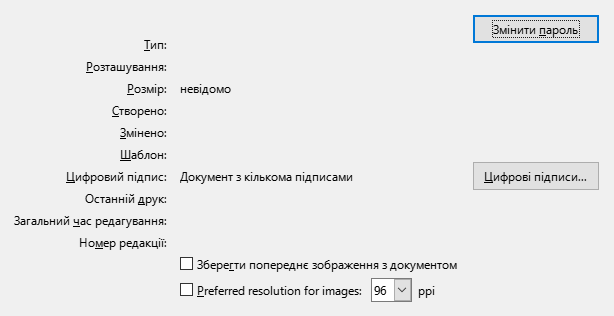 Змінити пароль
Тип:
Розташування:
Розмір: невідомо
Створено:
Змінено:
Шаблон:
Цифровий підпис: Документ з кількома підписами Цифрові підписи...
Останній друк:
Загальний час редагування:
Номер редакції:
Зберегти попереднє зображення з документом
Preferred resolution for images: 96 ppi